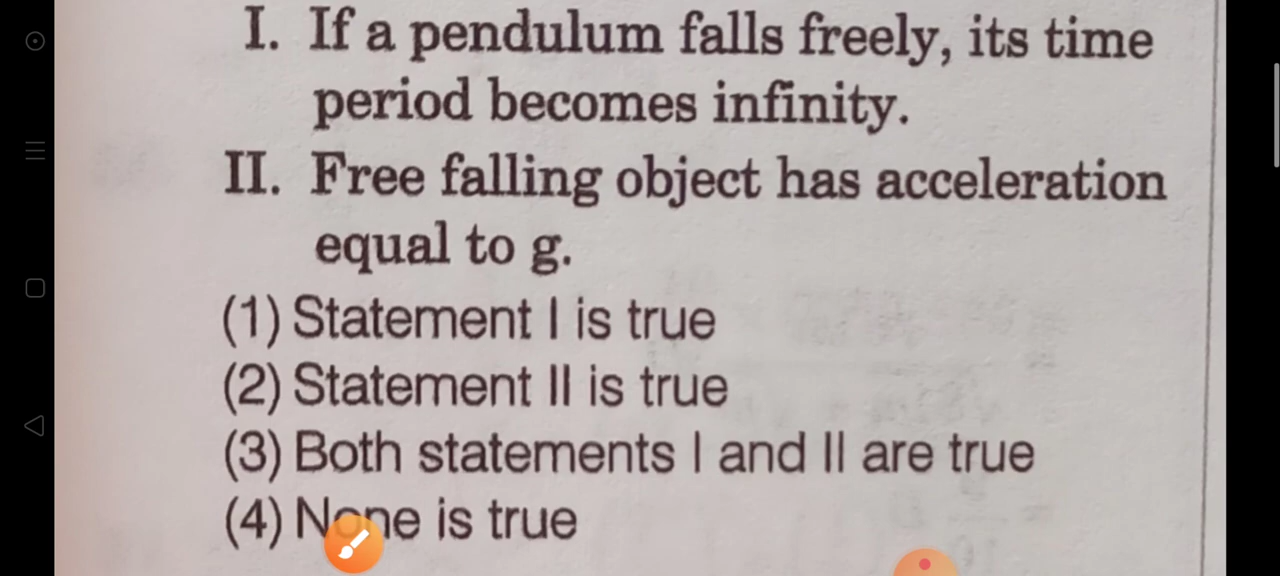 I. If a pendulum falls freely, its time
period becomes infinity.
II. Free falling object has acceleration
equal to g.
(1) Statement I is true
(2) Statement II is true
(3) Both statements I and II are true
(4) None is true